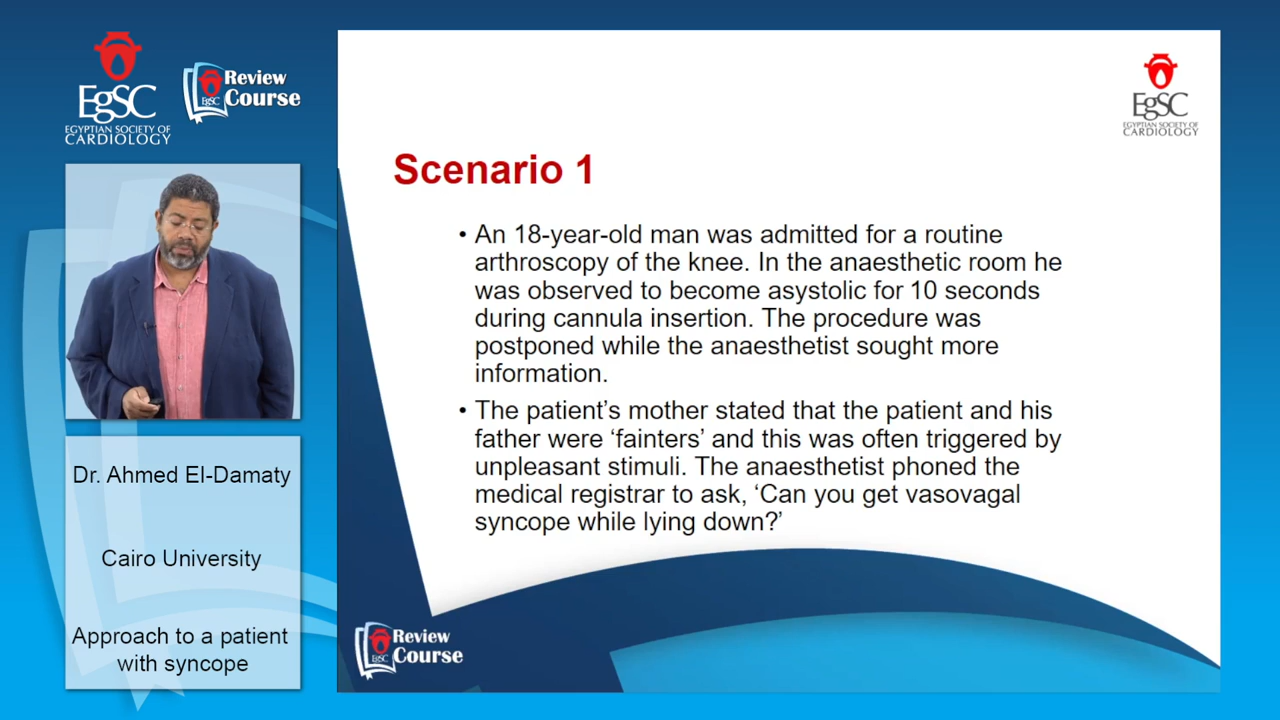 EgSC
EGYPTIAN SOCIETY OF
CARDIOLOGY
EgSC
Review
Course
EgSC
EGYPTIAN SOCIETY OF
CARDIOLOGY
Scenario 1
• An 18-year-old man was admitted for a routine
arthroscopy of the knee. In the anaesthetic room he
was observed to become asystolic for 10 seconds
during cannula insertion. The procedure was
postponed while the anaesthetist sought more
information.
• The patient’s mother stated that the patient and his
father were ‘fainters’ and this was often triggered by
unpleasant stimuli. The anaesthetist phoned the
medical registrar to ask, ‘Can you get vasovagal
syncope while lying down?’
Dr. Ahmed El-Damaty
Cairo University
Approach to a patient
with syncope
EgSC
Review
Course